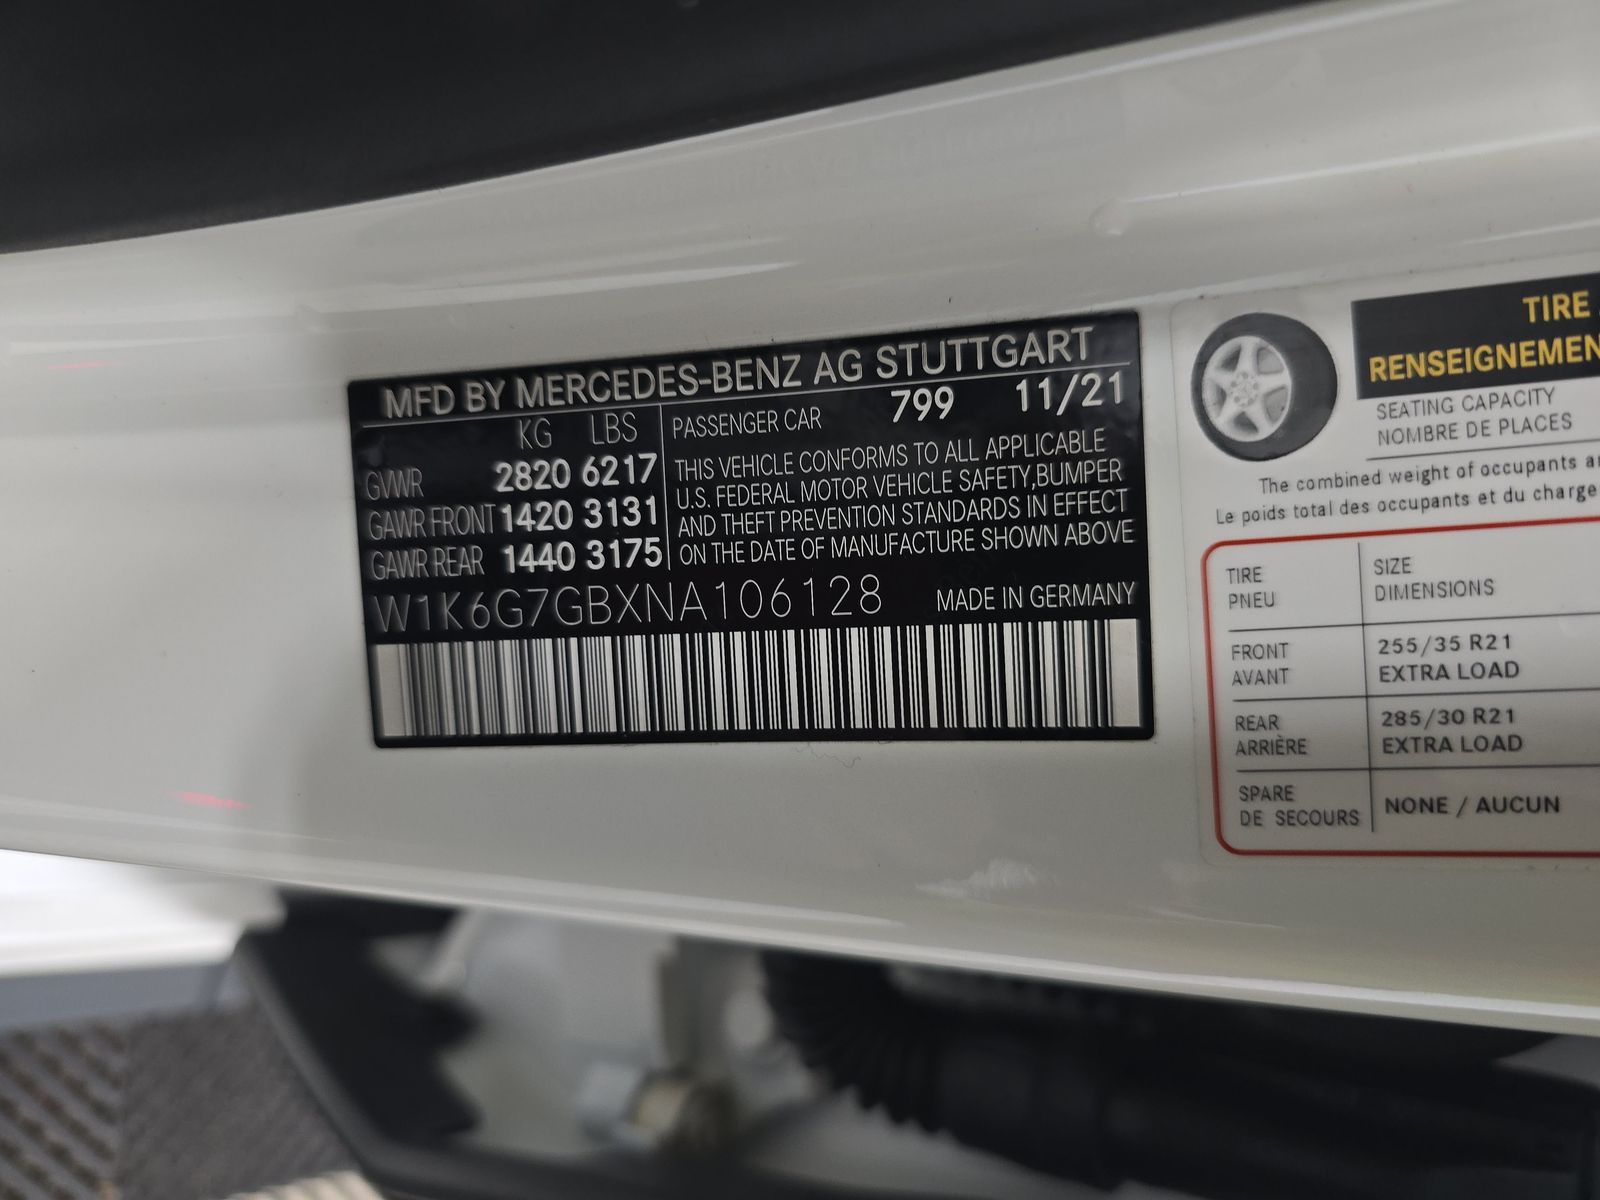 MFD BY MERCEDES-BENZ AG STUTTGART
KG LBS
GVWR 2820 6217
GAWR FRONT 1420 3131
GAWR REAR 1440 3175
PASSENGER CAR 799 11/21
THIS VEHICLE CONFORMS TO ALL APPLICABLE
U.S. FEDERAL MOTOR VEHICLE SAFETY,BUMPER
AND THEFT PREVENTION STANDARDS IN EFFECT
ON THE DATE OF MANUFACTURE SHOWN ABOVE
W1K6G7GBXNA106128 MADE IN GERMANY
TIRE
RENSEIGNEMEN
SEATING CAPACITY
NOMBRE DE PLACES
The combined weight of occupants
Le poids total des occupants et du charge
TIRE SIZE
PNEU DIMENSIONS
FRONT 255/35 R21
AVANT EXTRA LOAD
REAR 285/30 R21
ARRIÈRE EXTRA LOAD
SPARE NONE / AUCUN
DE SECOURS